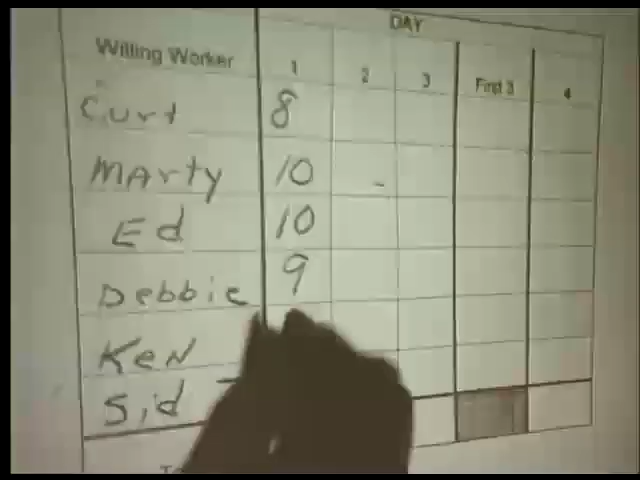 DAY
Willing Worker 1 2 3 First 3 4
Curt 8
Marty 10 -
Ed 10
Debbie 9
Ken
Sid